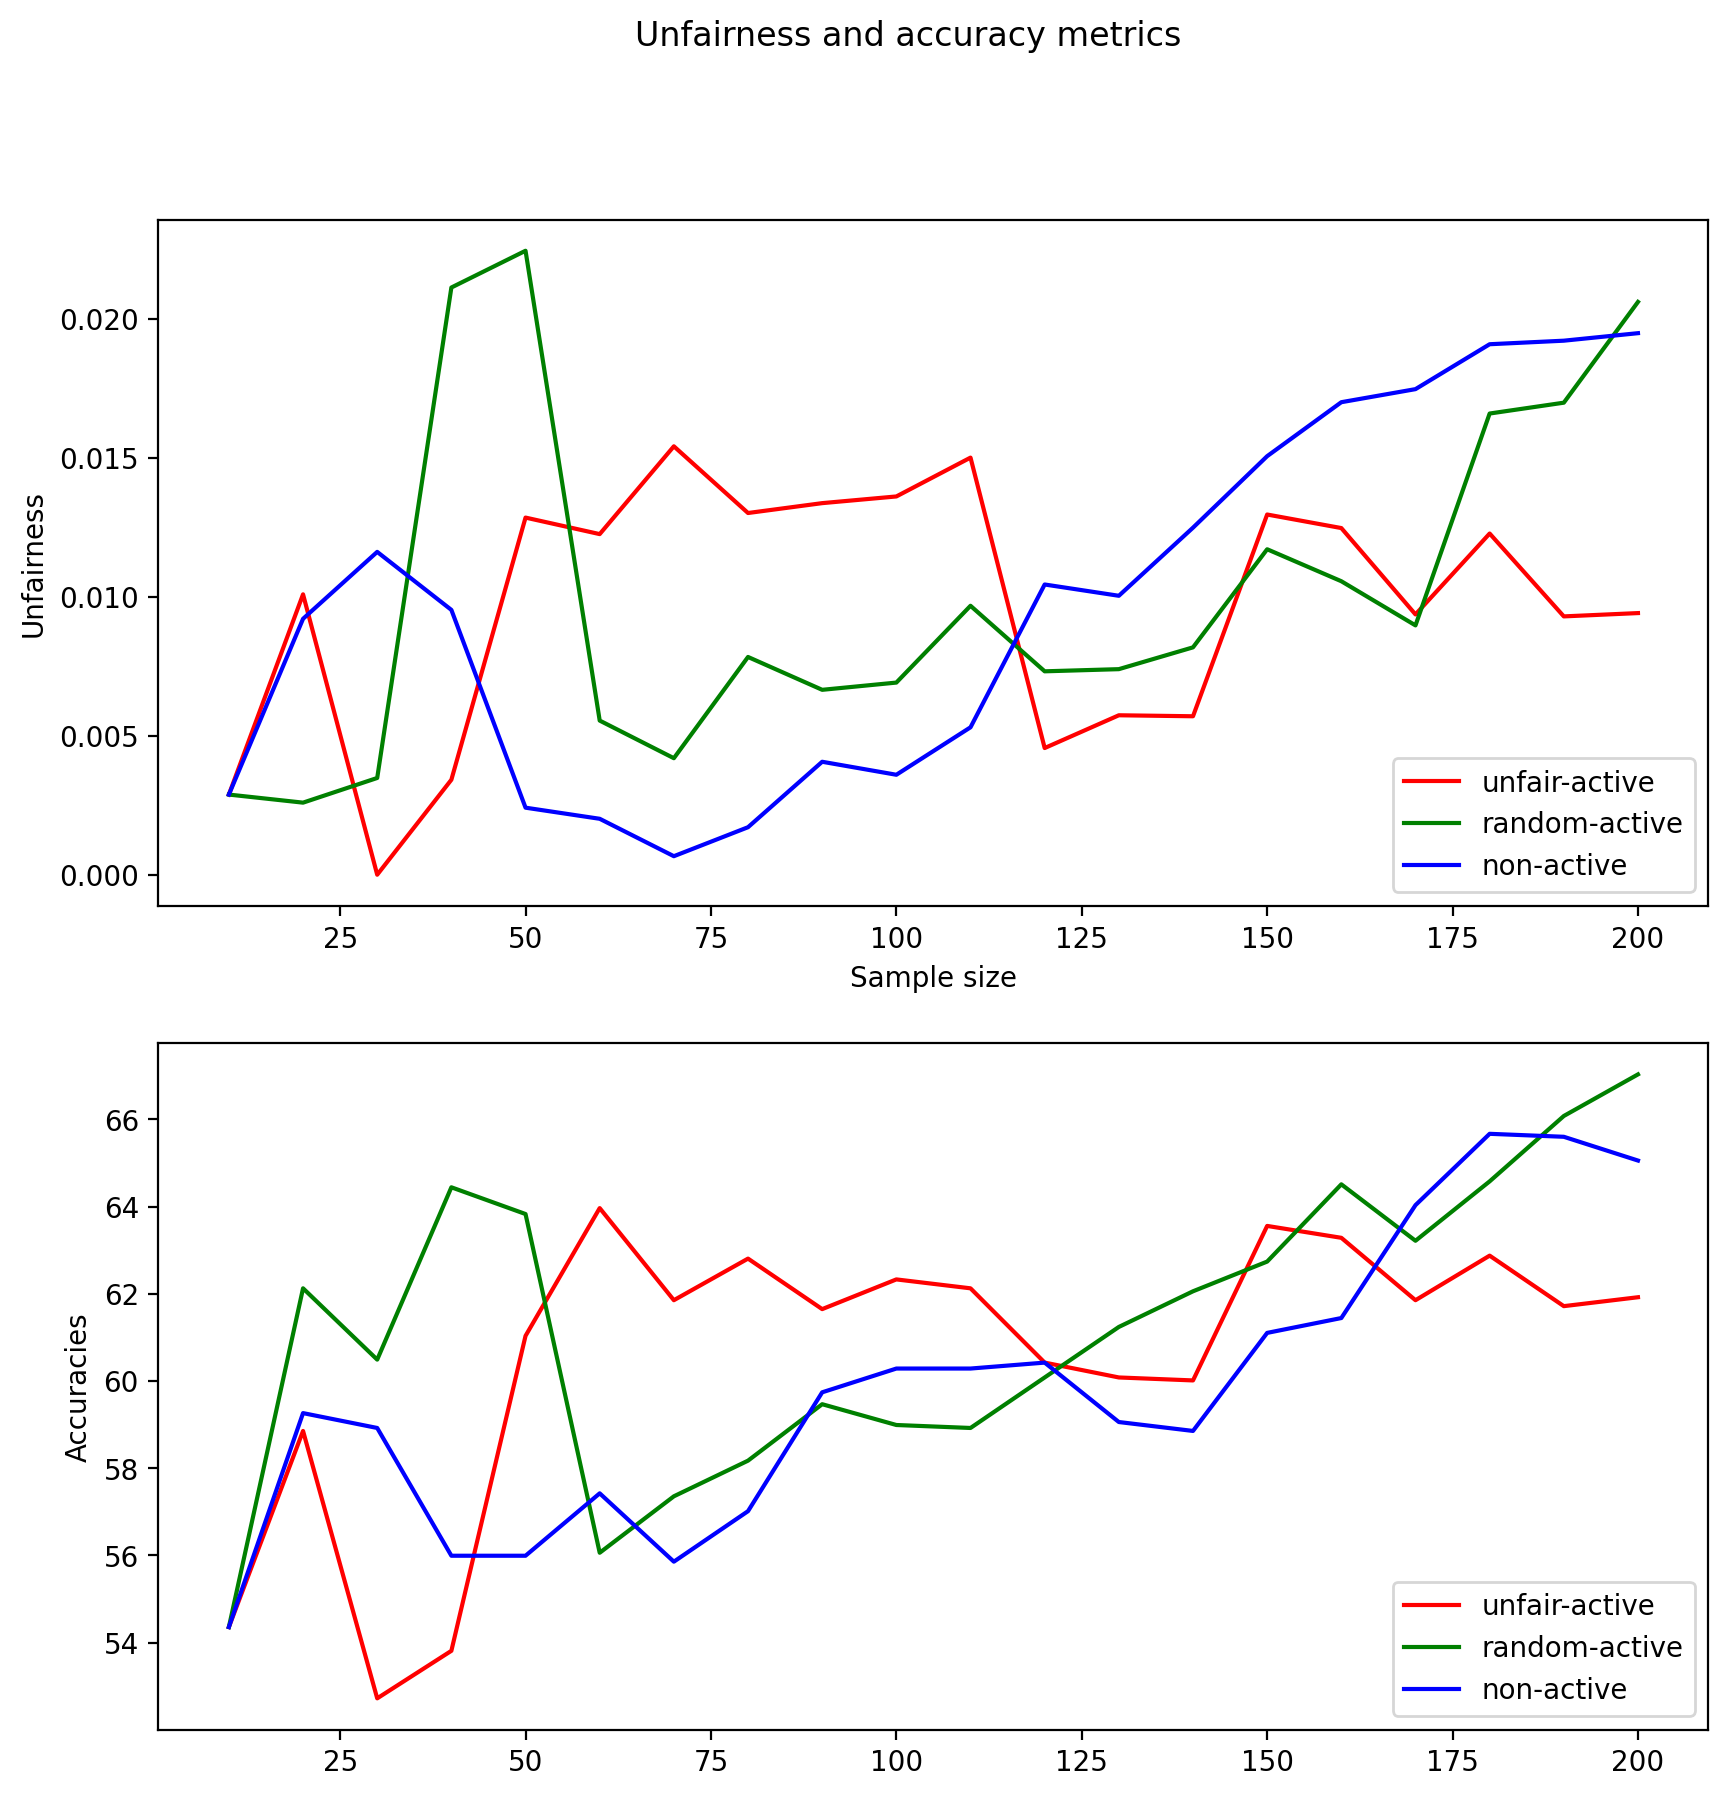 Unfairness and accuracy metrics
Unfairness
0.020
0.015
0.010
0.005
0.000
unfair-active
random-active
non-active
25 50 75 100 125 150 175 200
Sample size
Accuracies
66
64
62
60
58
56
54
unfair-active
random-active
non-active
25 50 75 100 125 150 175 200